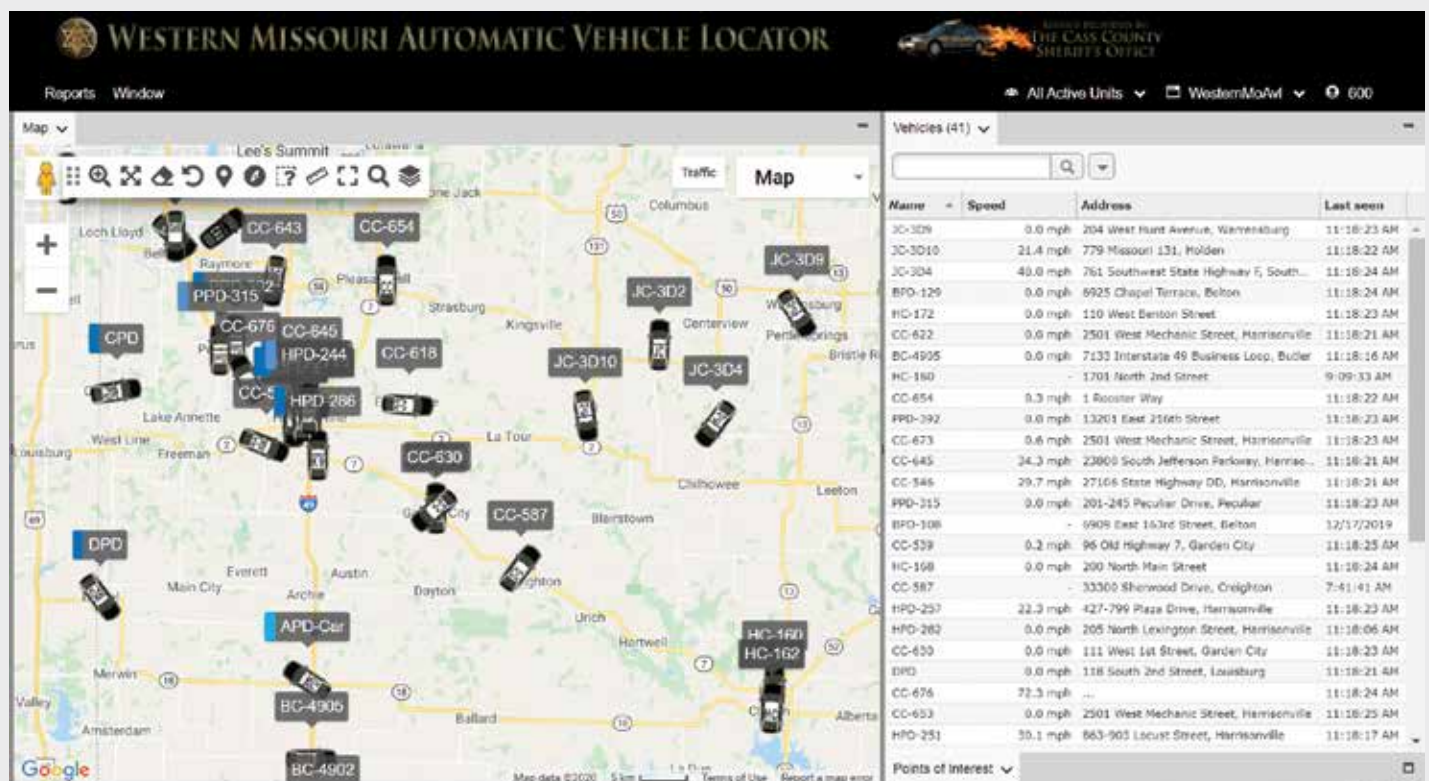 WESTERN MISSOURI AUTOMATIC VEHICLE LOCATOR
THE CASS COUNTY
SHERIFF'S OFFICE
Reports Window
All Active Units WesternMoAvl 600
Map
Vehicles (41)
Lee's Summit
Traffic
Map
Name Speed Address Last seen
JC-3D9 0.0 mph 204 West Hunt Avenue, Warrensburg 11:18:23 AM
JC-3D10 21.4 mph 779 Missouri 131, Holden 11:18:22 AM
JC-3D4 40.0 mph 761 Southwest State Highway F, South... 11:18:24 AM
BPD-129 0.0 mph 6925 Chapel Terrace, Belton 11:18:24 AM
HC-172 0.0 mph 110 West Benton Street 11:18:23 AM
CC-622 0.0 mph 2501 West Mechanic Street, Harrisonville 11:18:21 AM
BC-4905 0.0 mph 7133 Interstate 49 Business Loop, Butler 11:18:16 AM
HC-160 - 1701 North 2nd Street 9:09:33 AM
CC-654 0.3 mph 1 Rooster Way 11:18:22 AM
PPD-392 0.0 mph 13201 East 216th Street 11:18:23 AM
CC-673 0.6 mph 2501 West Mechanic Street, Harrisonville 11:18:23 AM
CC-645 34.3 mph 23800 South Jefferson Parkway, Harriso... 11:18:21 AM
CC-546 29.7 mph 27106 State Highway DD, Harrisonville 11:18:21 AM
PPD-315 0.0 mph 201-245 Peculiar Drive, Peculiar 11:18:23 AM
BPD-108 - 6909 East 163rd Street, Belton 12/17/2019
CC-539 0.2 mph 96 Old Highway 7, Garden City 11:18:25 AM
HC-168 0.0 mph 200 North Main Street 11:18:24 AM
CC-587 - 33300 Sherwood Drive, Creighton 7:41:41 AM
HPD-257 22.3 mph 427-799 Plaza Drive, Harrisonville 11:18:23 AM
HPD-282 0.0 mph 205 North Lexington Street, Harrisonville 11:18:06 AM
CC-630 0.0 mph 111 West 1st Street, Garden City 11:18:23 AM
DPD 0.0 mph 118 South 2nd Street, Louisburg 11:18:21 AM
CC-676 72.3 mph ... 11:18:24 AM
CC-653 0.0 mph 2501 West Mechanic Street, Harrisonville 11:18:25 AM
HPD-251 30.1 mph 863-903 Locust Street, Harrisonville 11:18:17 AM
Points of Interest
Columbus
Loch Lloyd
CC-643
CC-654
Raymore
JC-3D9
PPD-315
JC-3D2
Strasburg
Kingsville
Centerview
CPD
CC-676 CC-645
HPD-244
CC-618
JC-3D10
JC-3D4
HPD-286
Lake Annette
West Line
Freeman
La Tour
CC-630
Chilhowee
Leeton
CC-587
Blairstown
DPD
Everett
Austin
Main City
Archie
Dayton
Urich
APD-Car
Hartwell
HC-160
HC-162
Merwin
BC-4905
Valley
Ballard
Alberta
Amsterdam
BC-4902
Google
Map data ©2020 5 km Terms of Use Report a map error